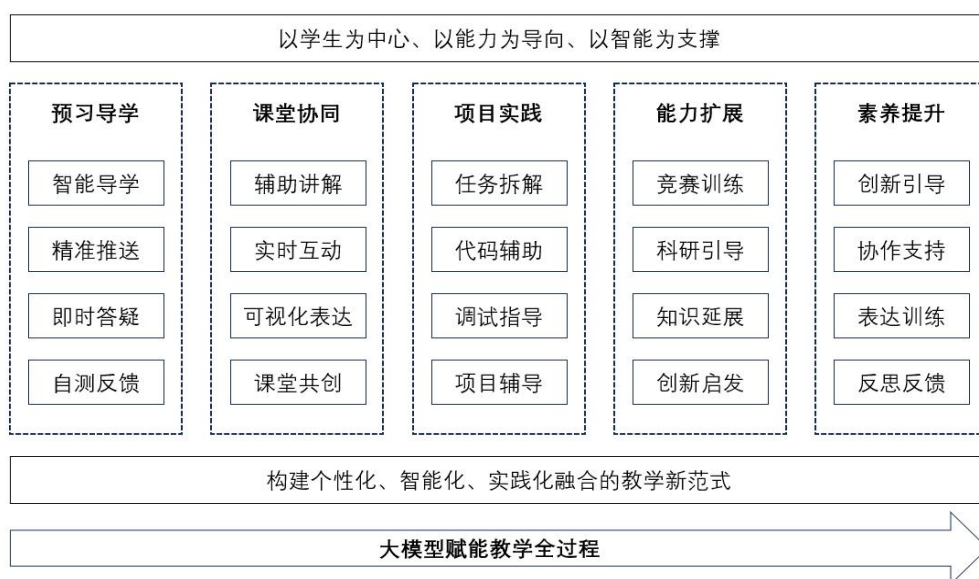 以学生为中心、以能力为导向、以智能为支撑
预习导学
智能导学
精准推送
即时答疑
自测反馈
课堂协同
辅助讲解
实时互动
可视化表达
课堂共创
项目实践
任务拆解
代码辅助
调试指导
项目辅导
能力扩展
竞赛训练
科研引导
知识延展
创新启发
素养提升
创新引导
协作支持
表达训练
反思反馈
构建个性化、智能化、实践化融合的教学新范式
大模型赋能教学全过程